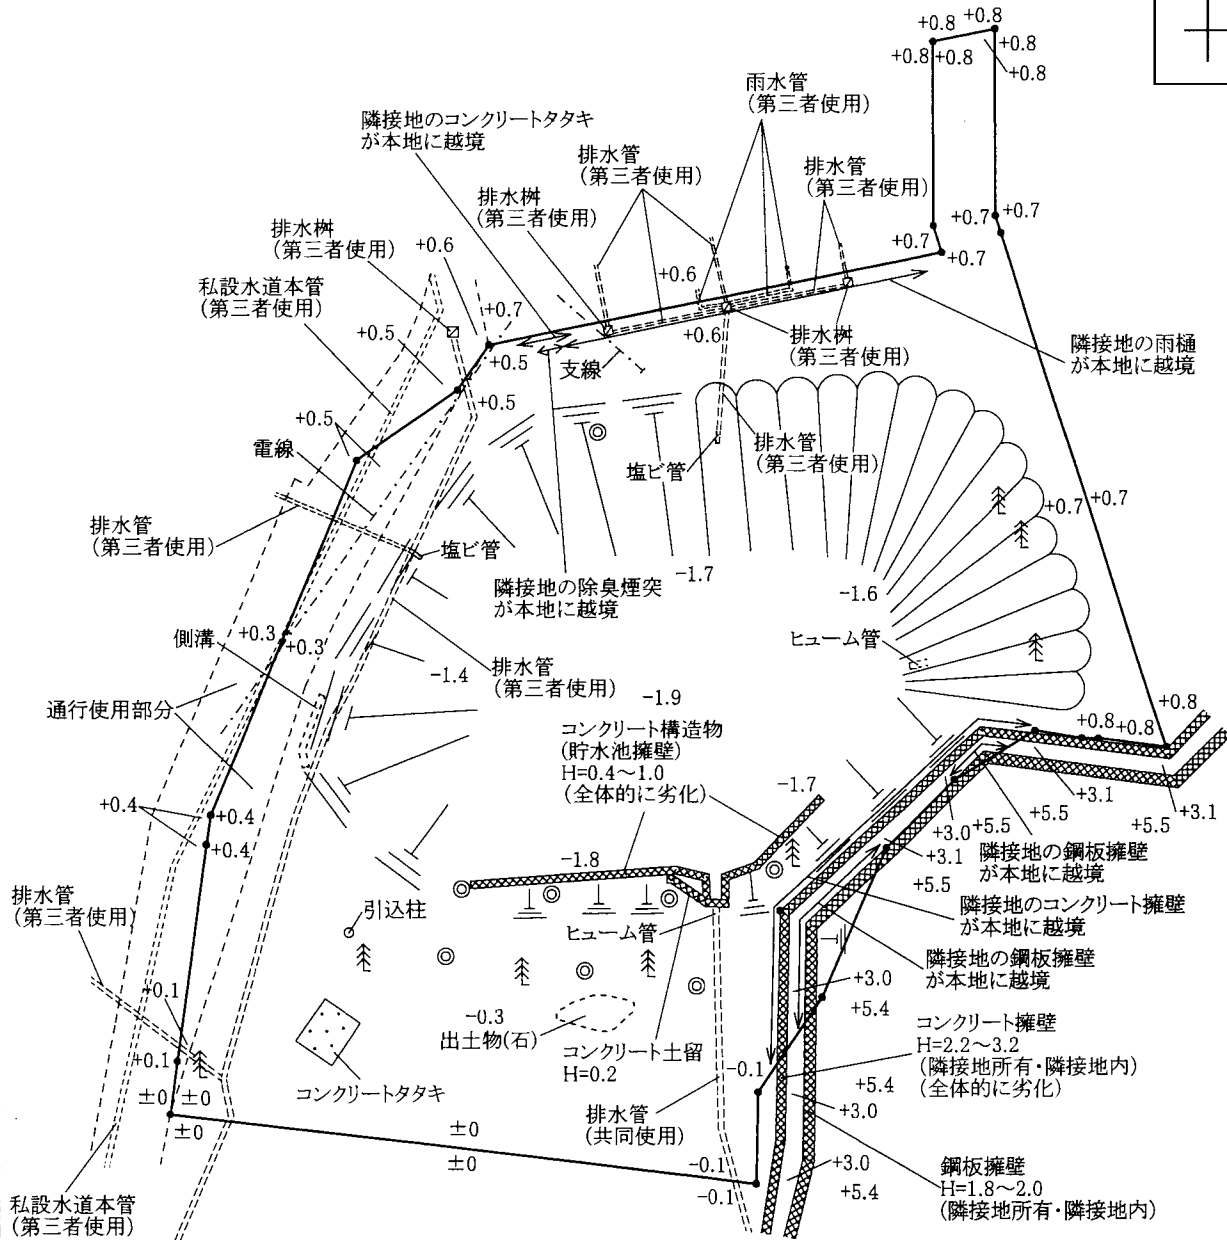 +0.8
+0.8
+0.8
+0.8
+0.8
+0.8
雨水管
(第三者使用)
隣接地のコンクリートタタキ
が本地に越境
排水管
(第三者使用)
排水管
(第三者使用)
排水桝
(第三者使用)
排水桝
(第三者使用)
+0.6
+0.7
+0.7
+0.7
+0.7
+0.6
私設水道本管
(第三者使用)
+0.7
+0.5
+0.5
+0.6
排水桝
(第三者使用)
隣接地の雨樋
が本地に越境
支線
+0.5
+0.5
電線
排水管
(第三者使用)
塩ビ管
+0.7
+0.7
排水管
(第三者使用)
塩ビ管
-1.7
隣接地の除臭煙突
が本地に越境
-1.6
+0.3
+0.3
側溝
ヒューム管
-1.4
排水管
(第三者使用)
通行使用部分
-1.9
コンクリート構造物
(貯水池擁壁)
H=0.4～1.0
(全体的に劣化)
+0.8
+0.8
+0.8
-1.7
+3.1
+3.1
+5.5
+0.4
+0.4
+0.4
+3.0
+5.5
+5.5
+3.1
+5.5
隣接地の鋼板擁壁
が本地に越境
-1.8
排水管
(第三者使用)
引込柱
ヒューム管
隣接地のコンクリート擁壁
が本地に越境
隣接地の鋼板擁壁
が本地に越境
+3.0
+5.4
+0.1
-0.3
出土物(石)
コンクリート土留
H=0.2
コンクリート擁壁
H=2.2～3.2
(隣接地所有・隣接地内)
(全体的に劣化)
+0.1
-0.1
±0
±0
±0
コンクリートタタキ
+5.4
+3.0
排水管
(共同使用)
±0
±0
-0.1
-0.1
+3.0
+5.4
鋼板擁壁
H=1.8～2.0
(隣接地所有・隣接地内)
私設水道本管
(第三者使用)